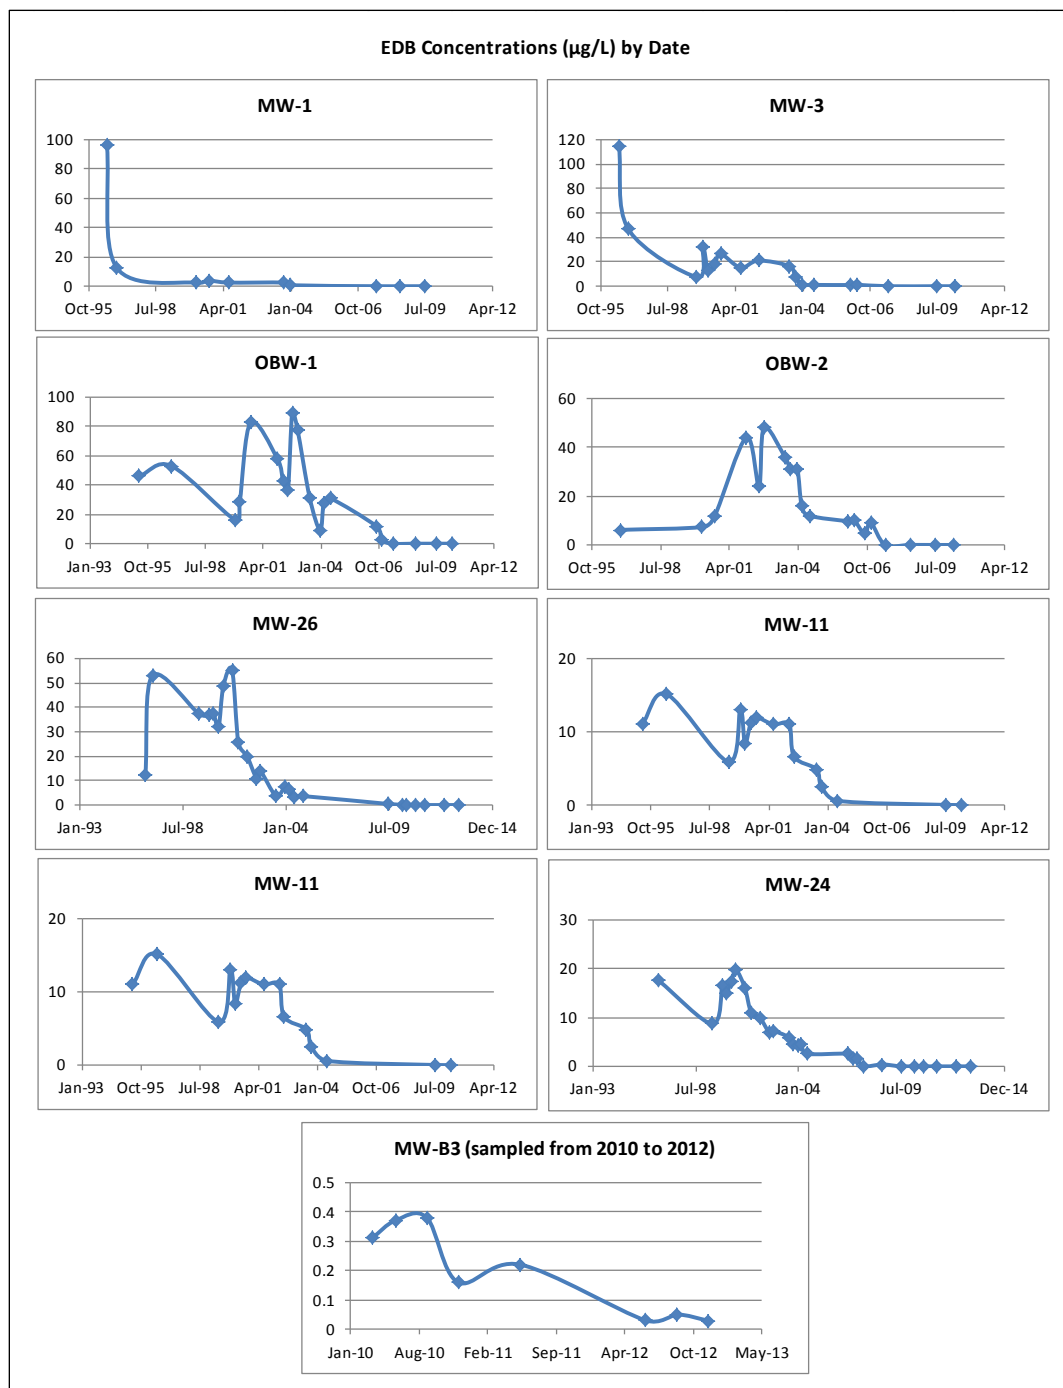 EDB Concentrations (µg/L) by Date
MW-1
100
80
60
40
20
0
Oct-95 Jul-98 Apr-01 Jan-04 Oct-06 Jul-09 Apr-12
MW-3
120
100
80
60
40
20
0
Oct-95 Jul-98 Apr-01 Jan-04 Oct-06 Jul-09 Apr-12
OBW-1
100
80
60
40
20
0
Jan-93 Oct-95 Jul-98 Apr-01 Jan-04 Oct-06 Jul-09 Apr-12
OBW-2
60
40
20
0
Oct-95 Jul-98 Apr-01 Jan-04 Oct-06 Jul-09 Apr-12
MW-26
60
50
40
30
20
10
0
Jan-93 Jul-98 Jan-04 Jul-09 Dec-14
MW-11
20
10
0
Jan-93 Oct-95 Jul-98 Apr-01 Jan-04 Oct-06 Jul-09 Apr-12
MW-11
20
10
0
Jan-93 Oct-95 Jul-98 Apr-01 Jan-04 Oct-06 Jul-09 Apr-12
MW-24
30
20
10
0
Jan-93 Jul-98 Jan-04 Jul-09 Dec-14
MW-B3 (sampled from 2010 to 2012)
0.5
0.4
0.3
0.2
0.1
0
Jan-10 Aug-10 Feb-11 Sep-11 Apr-12 Oct-12 May-13